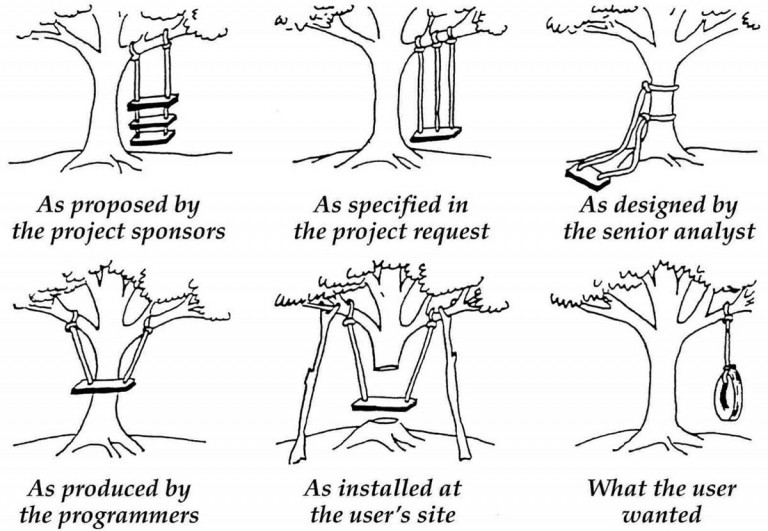 As proposed by
the project sponsors
As specified in
the project request
As designed by
the senior analyst
As produced by
the programmers
As installed at
the user's site
What the user
wanted